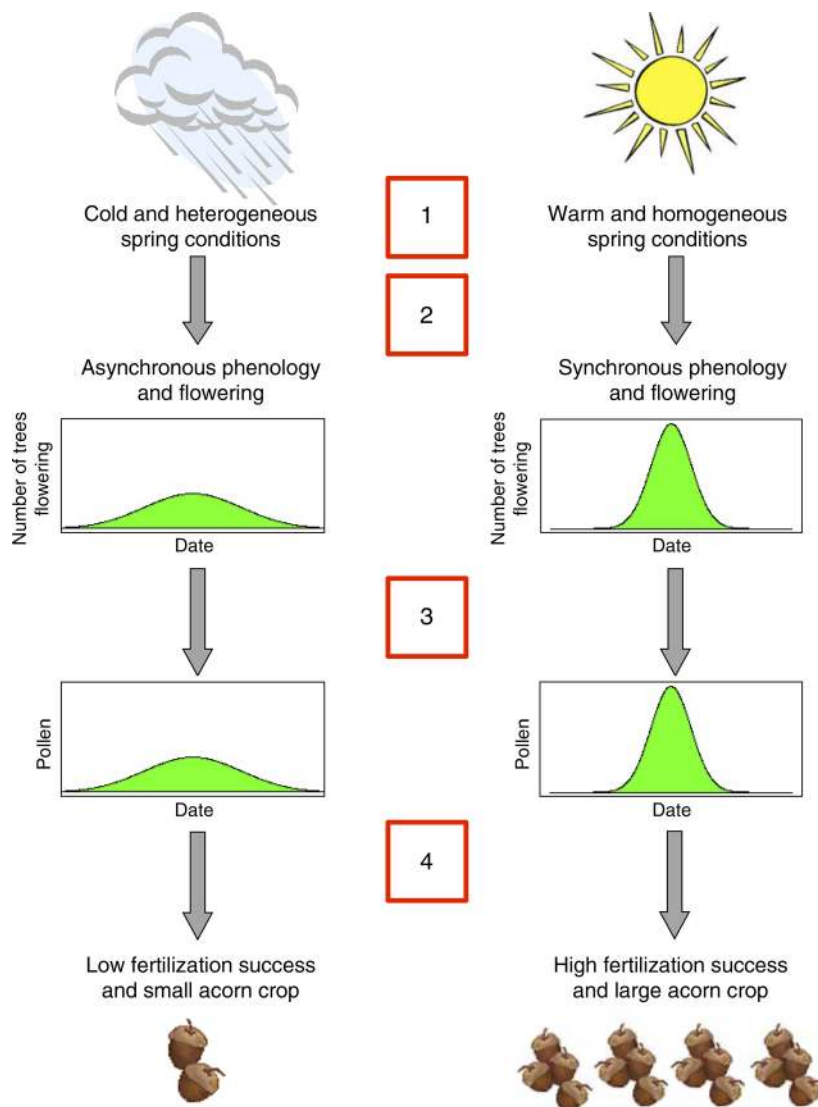 Cold and heterogeneous
spring conditions
1
Warm and homogeneous
spring conditions
2
Asynchronous phenology
and flowering
Synchronous phenology
and flowering
Number of trees
flowering
Date
Number of trees
flowering
Date
3
Pollen
Date
Pollen
Date
4
Low fertilization success
and small acorn crop
High fertilization success
and large acorn crop